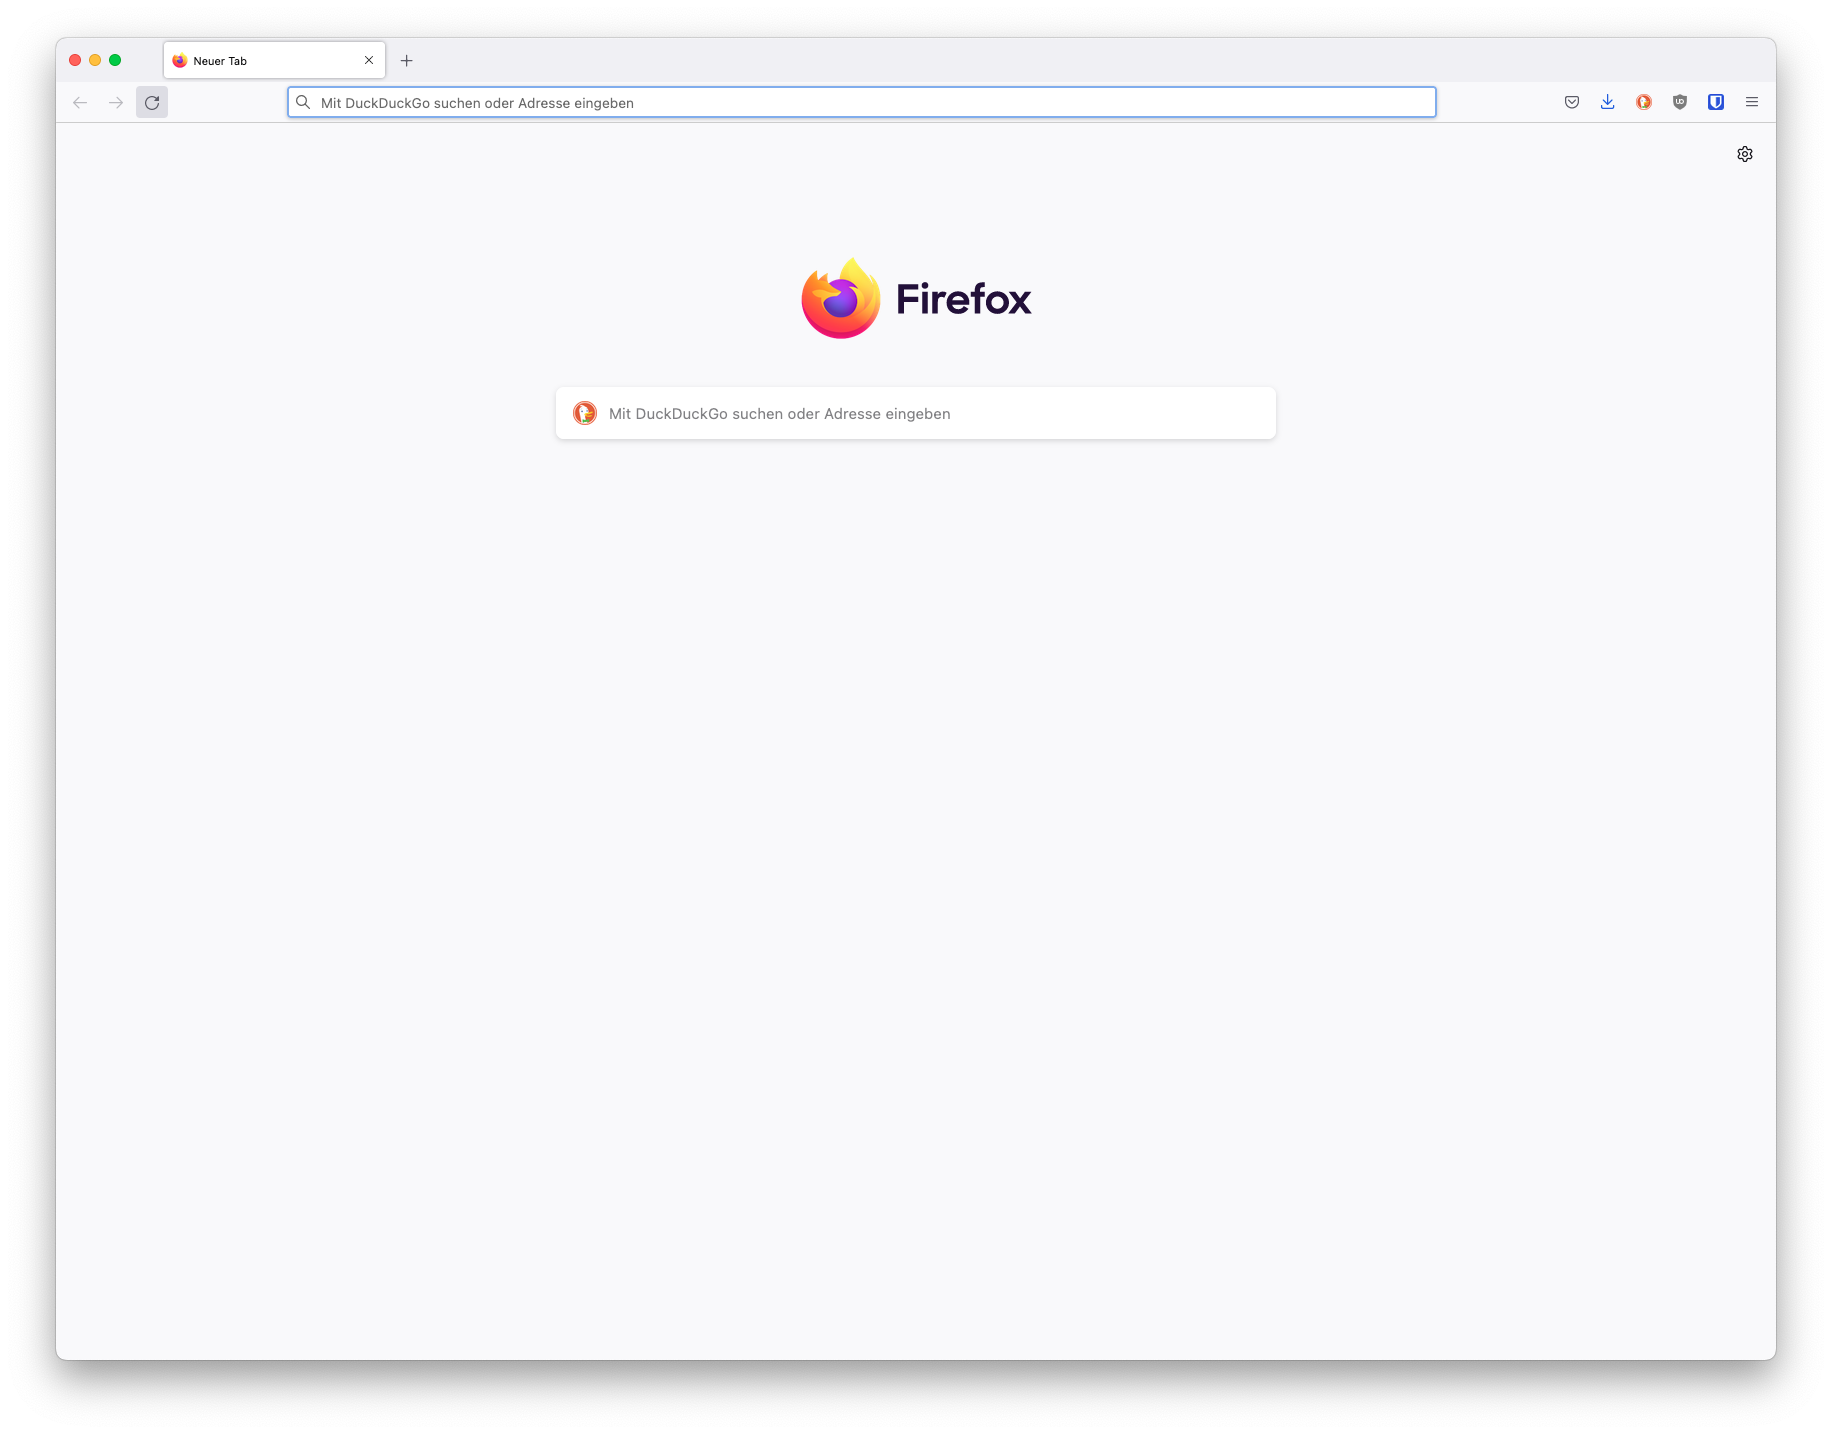 Neuer Tab
Mit DuckDuckGo suchen oder Adresse eingeben
Firefox
Mit DuckDuckGo suchen oder Adresse eingeben